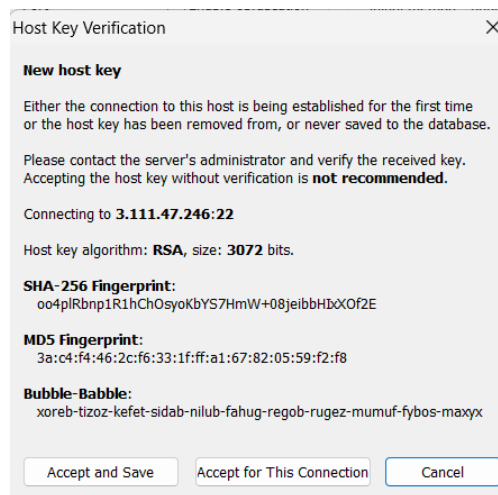 Host Key Verification
New host key
Either the connection to this host is being established for the first time
or the host key has been removed from, or never saved to the database.
Please contact the server's administrator and verify the received key.
Accepting the host key without verification is not recommended.
Connecting to 3.111.47.246:22
Host key algorithm: RSA, size: 3072 bits.
SHA-256 Fingerprint:
oo4plRbnp1R1hChOsyoKbYS7HmW+08jeibbHIxXOf2E
MD5 Fingerprint:
3a:c4:f4:46:2c:f6:33:1f:ff:a1:67:82:05:59:f2:f8
Bubble-Babble:
xoreb-tizoz-kefet-sidab-nilub-fahug-regob-rugez-mumuf-fybos-maxyx
Accept and Save
Accept for This Connection
Cancel